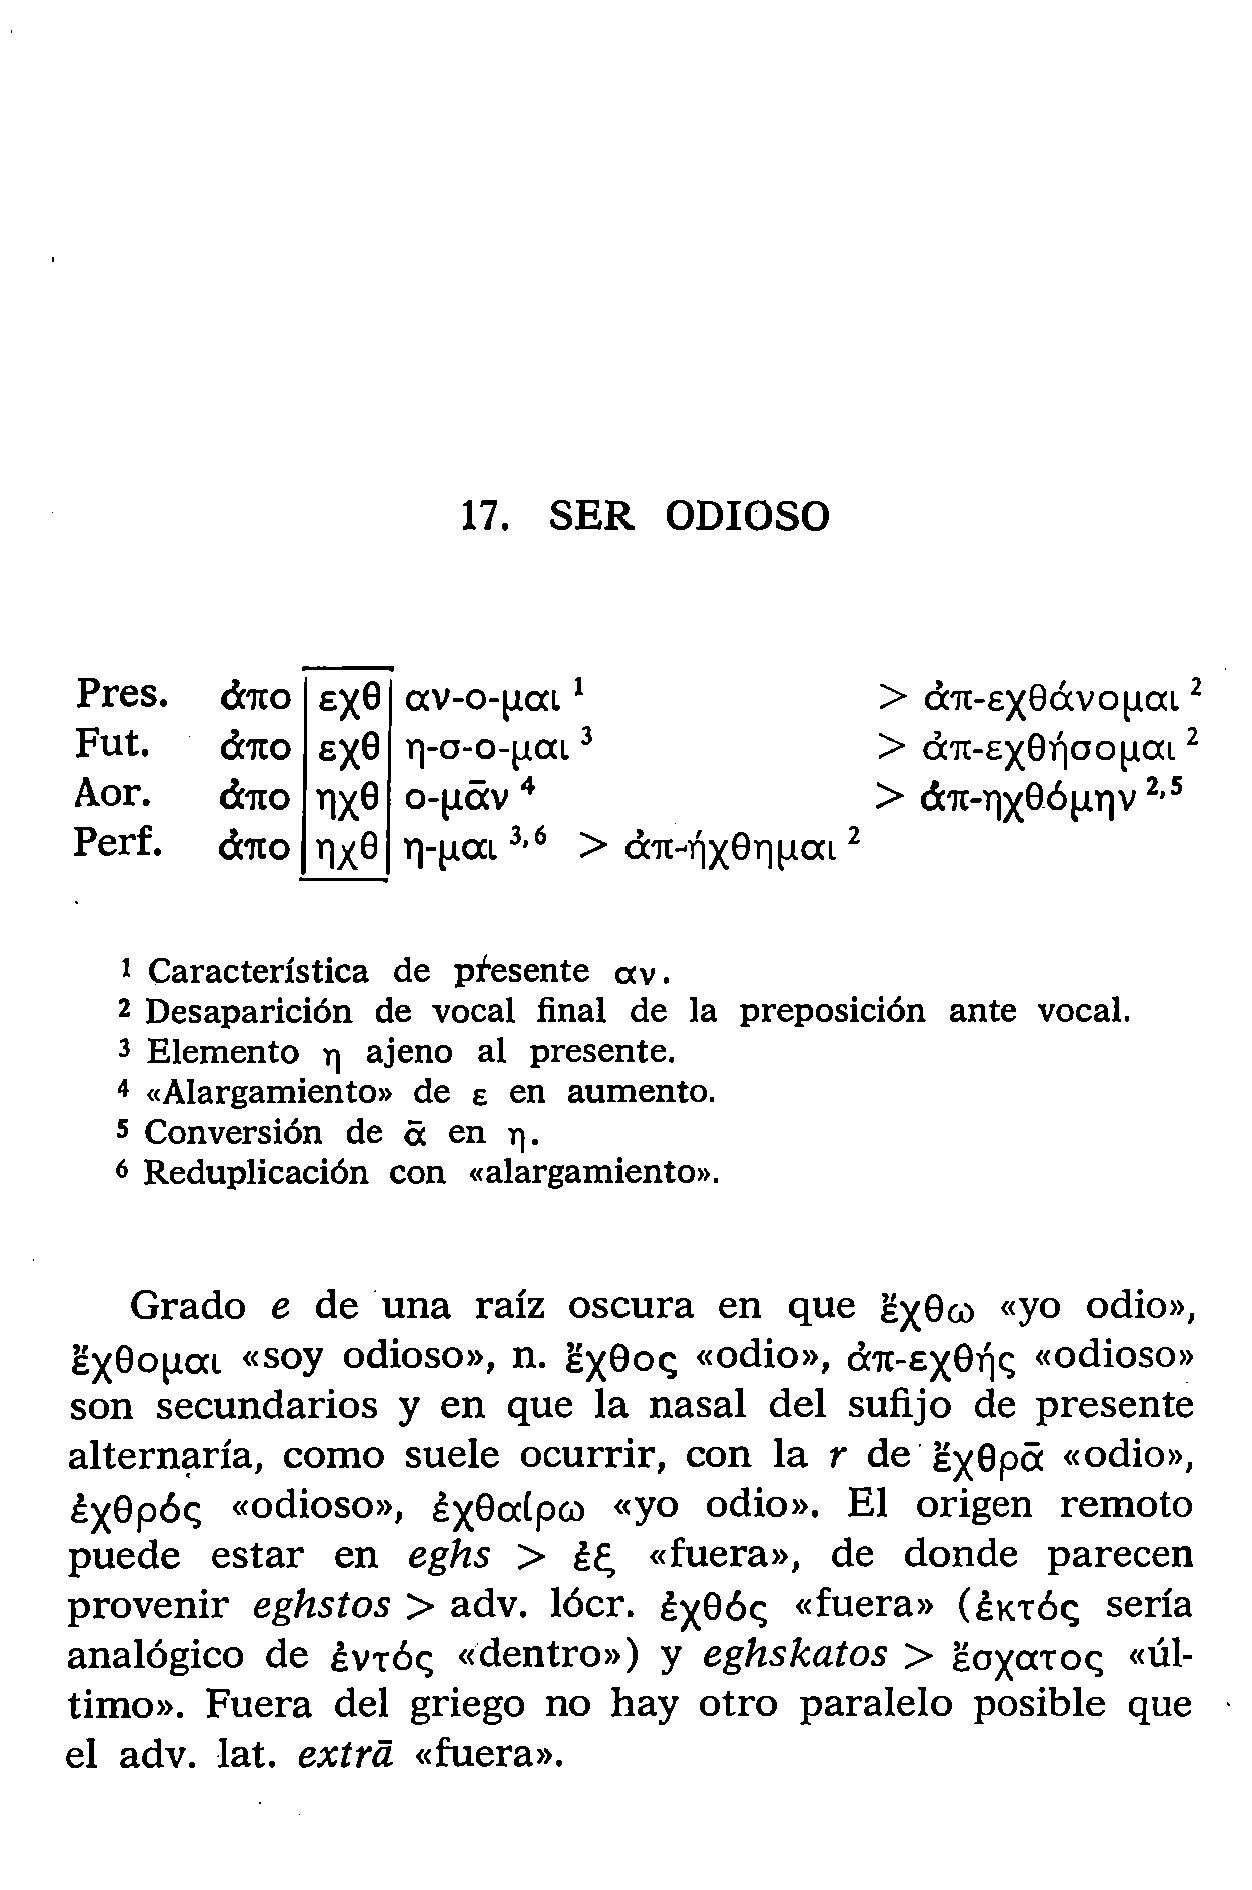 17. SER ODIOSO
Pres. ἀπο εχθ αν-ο-μαι ¹ > ἀπ-εχθάνομαι ²
Fut. ἀπο εχθ η-σ-ο-μαι ³ > ἀπ-εχθήσομαι ²
Aor. ἀπο ηχθ ο-μᾱν ⁴ > ἀπ-ηχθόμην ²,⁵
Perf. ἀπο ηχθ η-μαι ³,⁶ > ἀπ-ήχθημαι ²
¹ Característica de presente αν.
² Desaparición de vocal final de la preposición ante vocal.
³ Elemento η ajeno al presente.
⁴ «Alargamiento» de ε en aumento.
⁵ Conversión de ᾱ en η.
⁶ Reduplicación con «alargamiento».
Grado e de una raíz oscura en que ἔχθω «yo odio»,
ἔχθομαι «soy odioso», n. ἔχθος «odio», ἀπ-εχθής «odioso»
son secundarios y en que la nasal del sufijo de presente
alternaría, como suele ocurrir, con la r de ἔχθρᾱ «odio»,
ἐχθρός «odioso», ἐχθαίρω «yo odio». El origen remoto
puede estar en eghs > ἐξ «fuera», de donde parecen
provenir eghstos > adv. lócr. ἐχθός «fuera» (ἐκτός sería
analógico de ἐντός «dentro») y eghskatos > ἔσχατος «úl-
timo». Fuera del griego no hay otro paralelo posible que
el adv. lat. extrā «fuera».